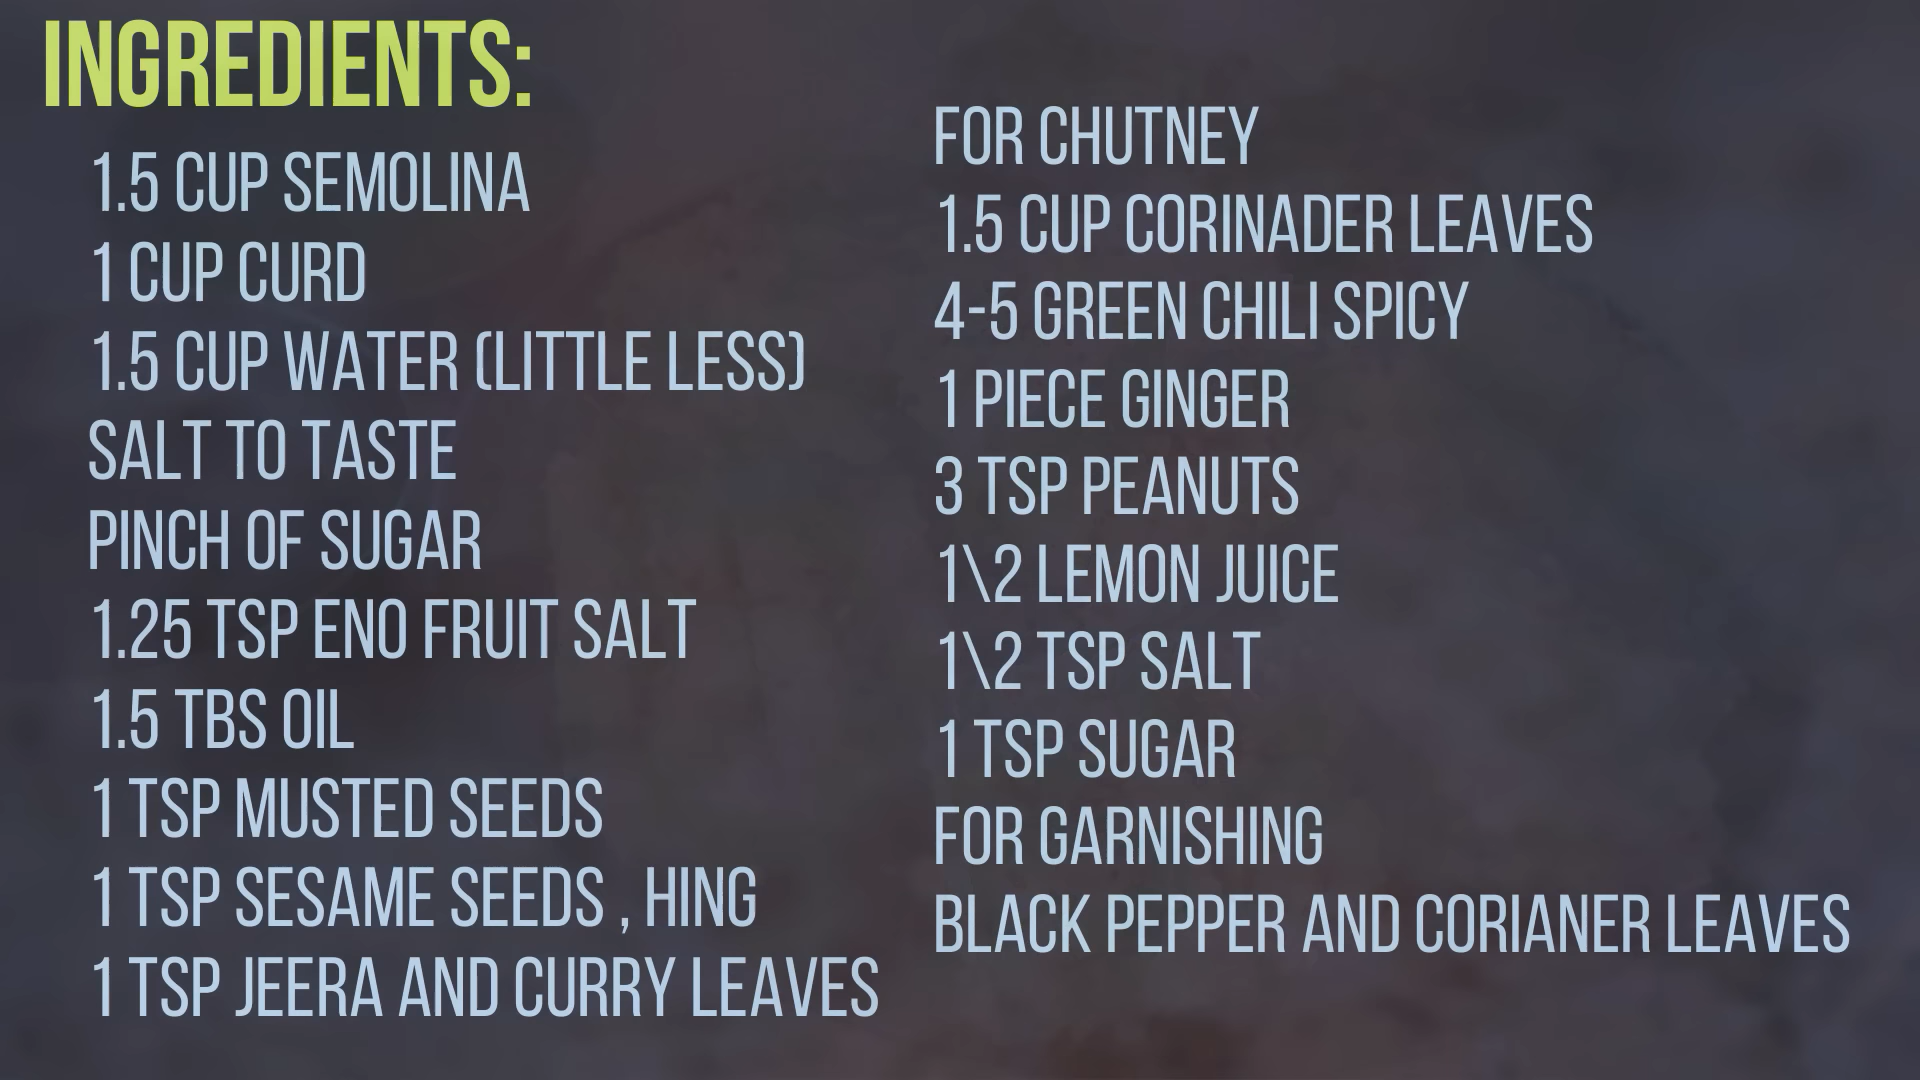 INGREDIENTS:
1.5 CUP SEMOLINA
1 CUP CURD
1.5 CUP WATER (LITTLE LESS)
SALT TO TASTE
PINCH OF SUGAR
1.25 TSP ENO FRUIT SALT
1.5 TBS OIL
1 TSP MUSTED SEEDS
1 TSP SESAME SEEDS , HING
1 TSP JEERA AND CURRY LEAVES
FOR CHUTNEY
1.5 CUP CORINADER LEAVES
4-5 GREEN CHILI SPICY
1 PIECE GINGER
3 TSP PEANUTS
1\2 LEMON JUICE
1\2 TSP SALT
1 TSP SUGAR
FOR GARNISHING
BLACK PEPPER AND CORIANER LEAVES